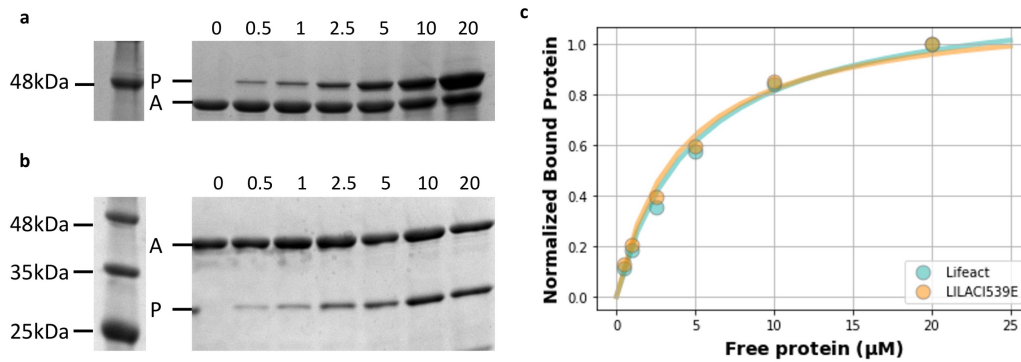 a
0 0.5 1 2.5 5 10 20
48kDa
P
A
b
0 0.5 1 2.5 5 10 20
48kDa
35kDa
25kDa
A
P
c
Normalized Bound Protein
1.0
0.8
0.6
0.4
0.2
0.0
Lifeact
LILACI539E
0 5 10 15 20 25
Free protein (μM)